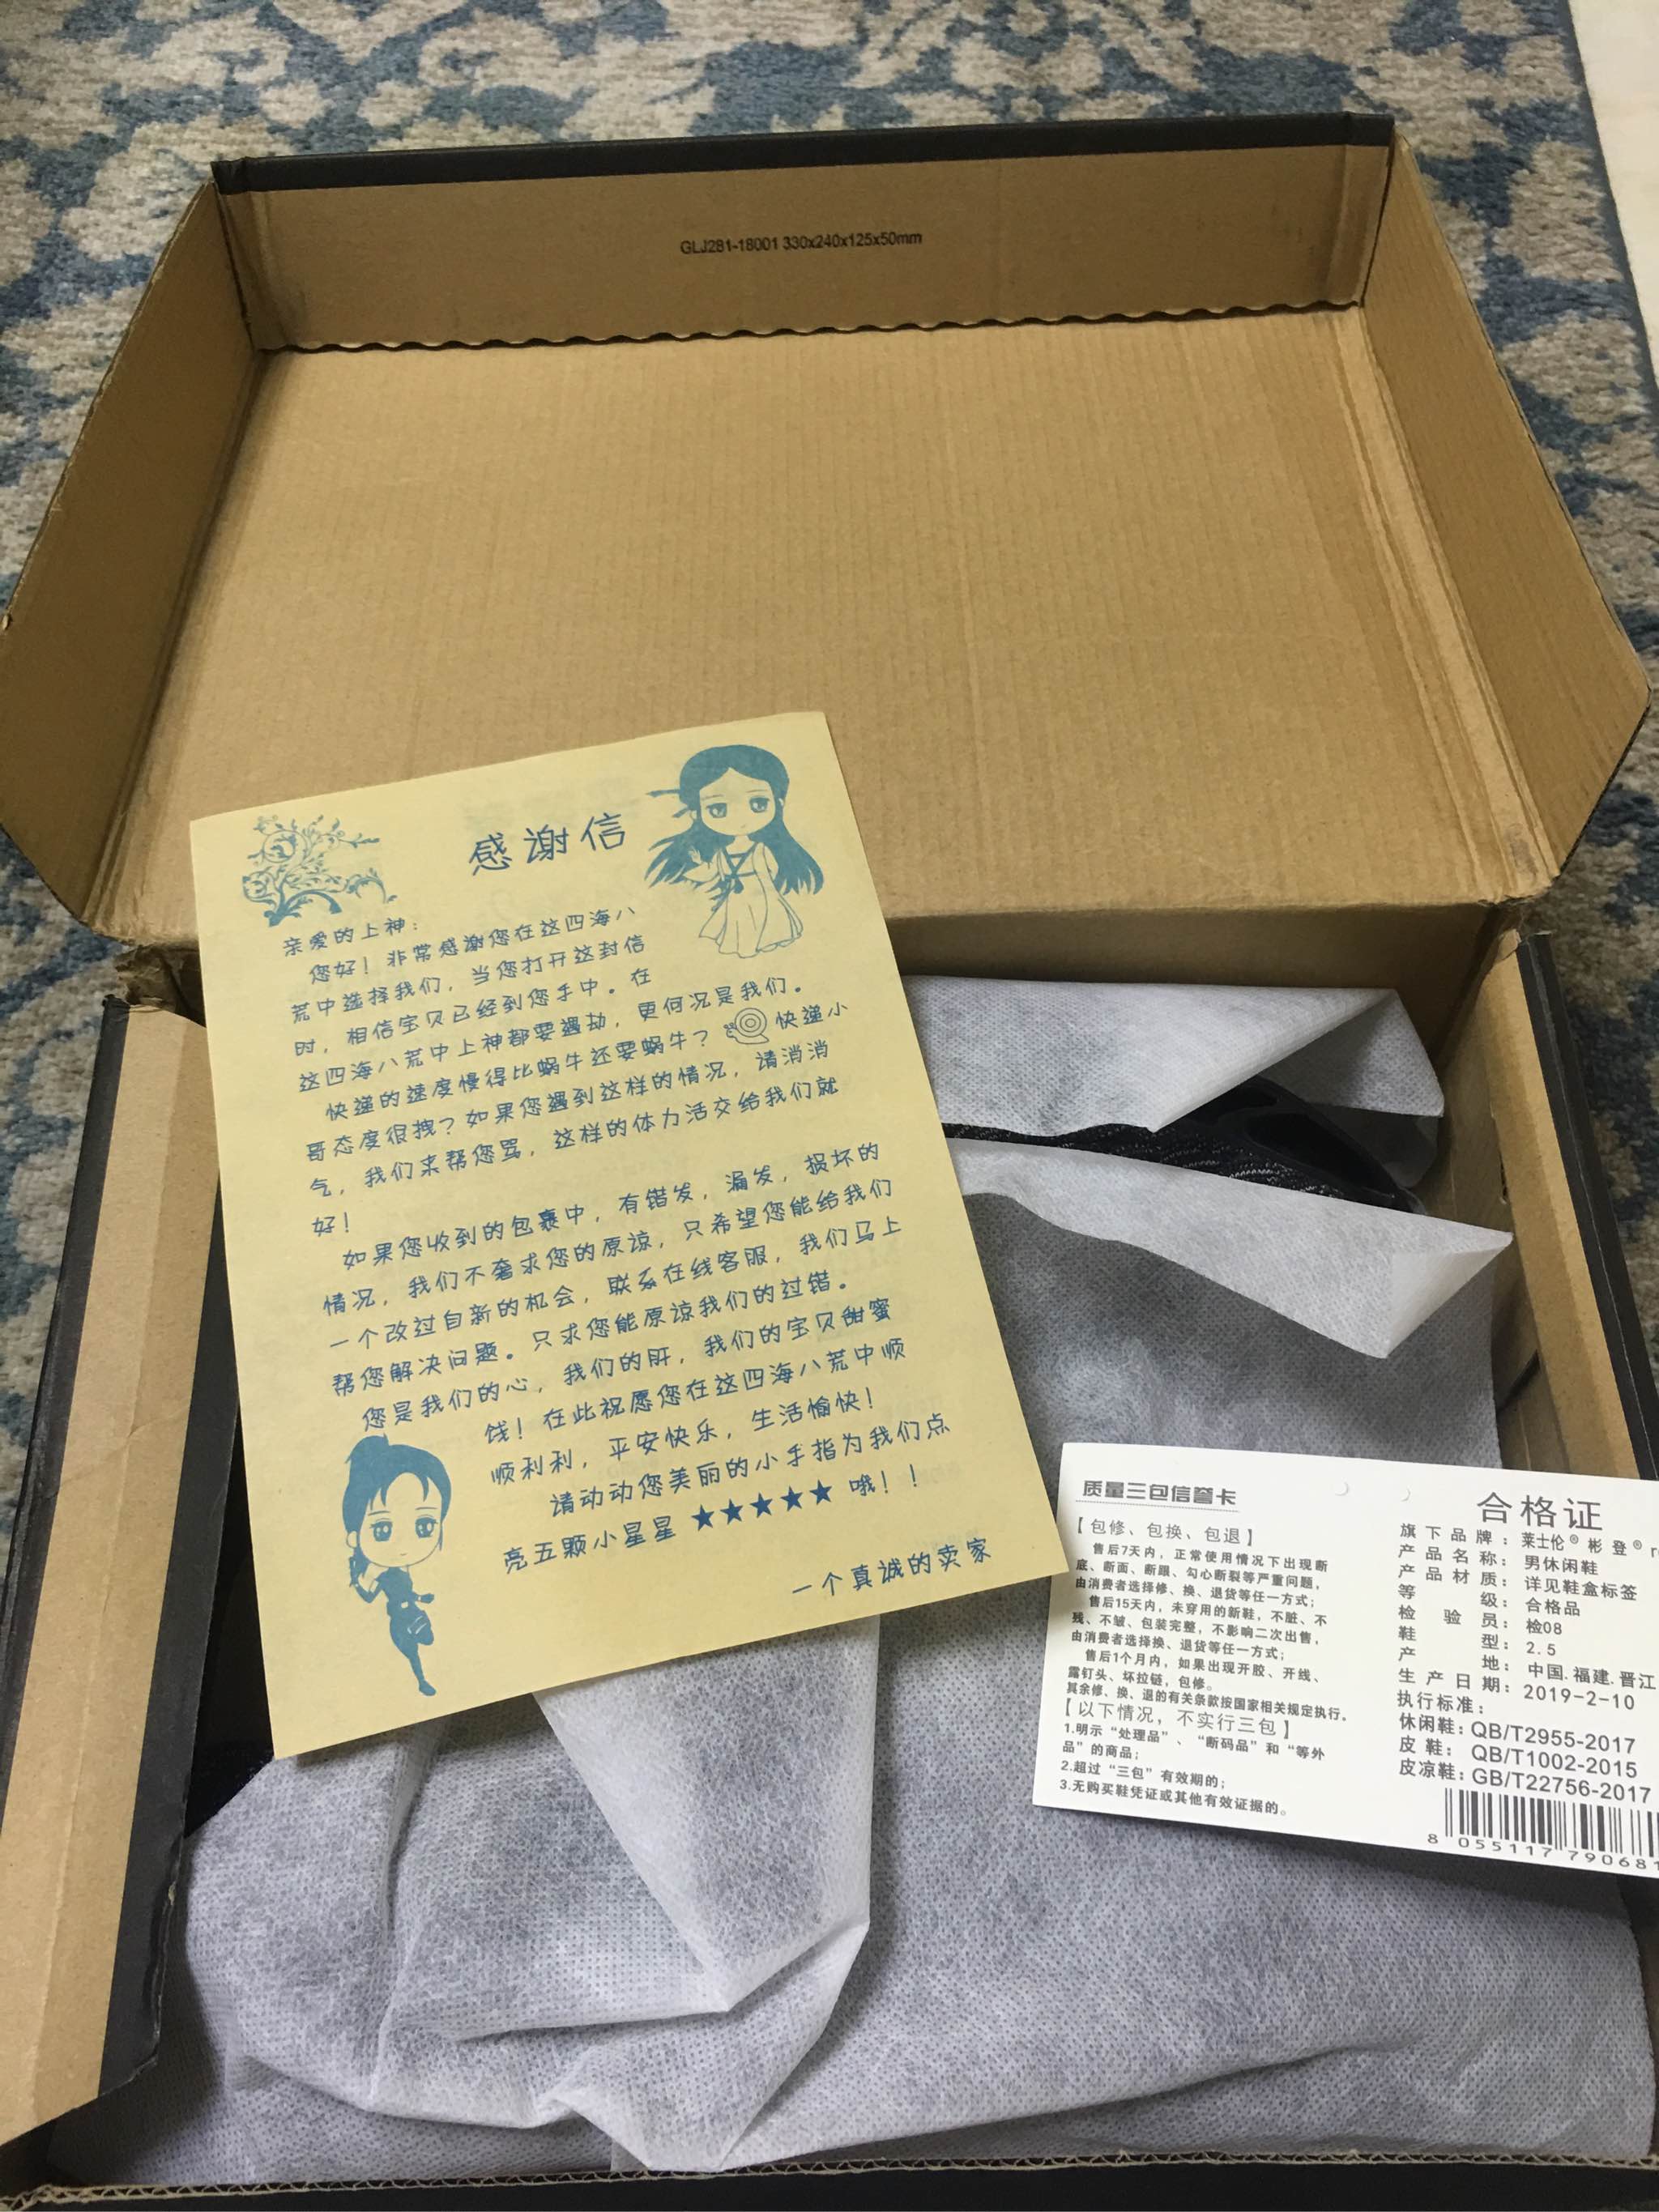 GLJ281-18001 330x240x125x50mm
感谢信
亲爱的上神：
您好！非常感谢您在这四海八
荒中选择我们，当您打开这封信
时，相信宝贝已经到您手中。在
这四海八荒中上神都要遇劫，更何况是我们。
快递的速度慢得比蜗牛还要蜗牛？快递小
哥态度很拽？如果您遇到这样的情况，请消消
气，我们来帮您骂，这样的体力活交给我们就
好！
如果您收到的包裹中，有错发，漏发，损坏的
情况，我们不奢求您的原谅，只希望您能给我们
一个改过自新的机会，联系在线客服，我们马上
帮您解决问题。只求您能原谅我们的过错。
您是我们的心，我们的肝，我们的宝贝甜蜜
饯！在此祝愿您在这四海八荒中顺
顺利利，平安快乐，生活愉快！
请动动您美丽的小手指为我们点
亮五颗小星星★★★★★哦！！
一个真诚的卖家
质量三包信誉卡
【包修、包换、包退】
售后7天内，正常使用情况下出现断
底、断面、断跟、勾心断裂等严重问题，
由消费者选择修、换、退货等任一方式；
售后15天内，未穿用的新鞋，不脏、不
残、不皱、包装完整，不影响二次出售，
由消费者选择换、退货等任一方式；
售后1个月内，如果出现开胶、开线、
露钉头、坏拉链，包修。
其余修、换、退的有关条款按国家相关规定执行。
【以下情况，不实行三包】
1.明示“处理品”、“断码品”和“等外
品”的商品；
2.超过“三包”有效期的；
3.无购买鞋凭证或其他有效证据的。
合格证
旗下品牌：莱士伦® 彬登®
产品名称：男休闲鞋
产品材质：详见鞋盒标签
等级：合格品
检验员：检08
鞋型：2.5
产地：中国.福建.晋江
生产日期：2019-2-10
执行标准：
休闲鞋：QB/T2955-2017
皮鞋：QB/T1002-2015
皮凉鞋：GB/T22756-2017
8 055117 790681